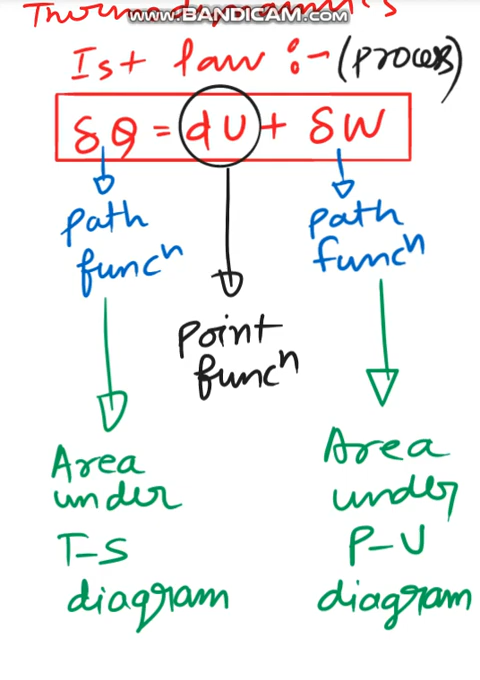 www.BANDICAM.com
Ist law :- (process)
δQ = dU + δW
Path
funcⁿ
Path
funcⁿ
Point
funcⁿ
Area
under
T-S
diagram
Area
under
P-V
diagram